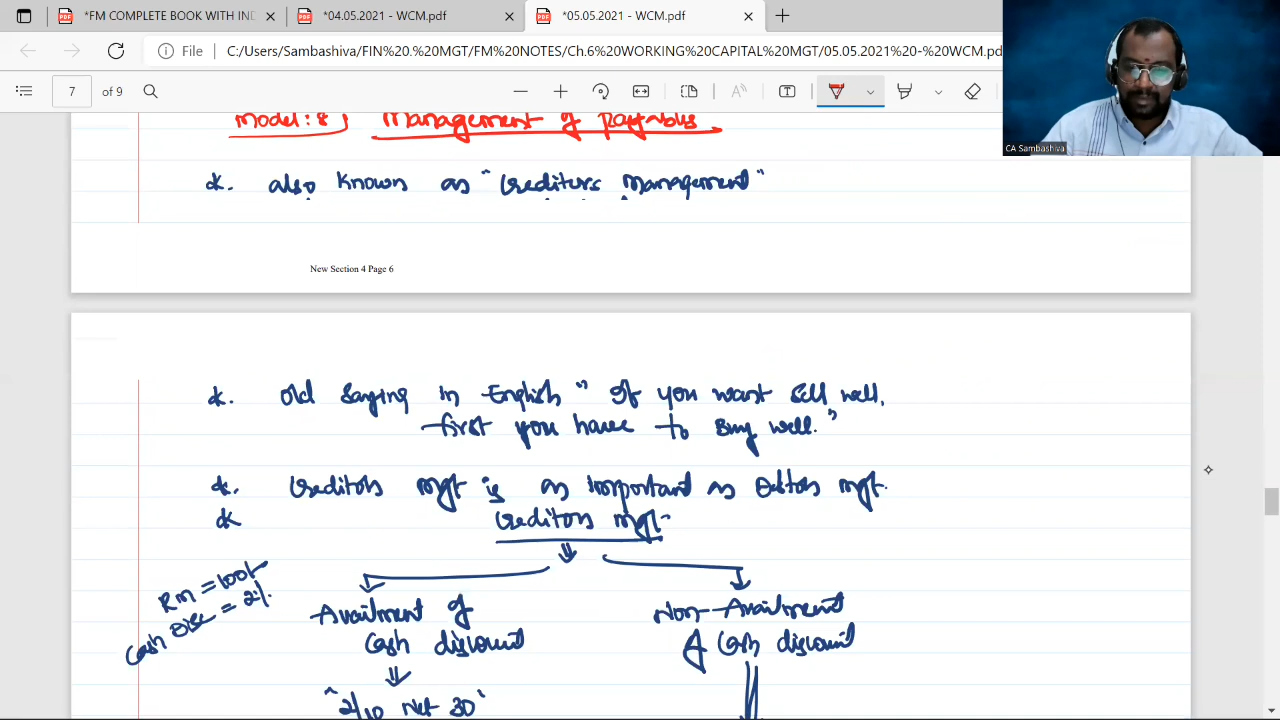 *FM COMPLETE BOOK WITH IND
*04.05.2021 - WCM.pdf
*05.05.2021 - WCM.pdf
File
C:/Users/Sambashiva/FIN%20.%20MGT/FM%20NOTES/Ch.6%20WORKING%20CAPITAL%20MGT/05.05.2021%20-%20WCM.pd
7 of 9
CA Sambashiva
Model:8) Management of Payables
*. also known as "Creditors Management"
New Section 4 Page 6
*. Old Saying in English "If you want sell well,
first you have to Buy well."
*. Creditors mgt is as important as Debtors mgt.
* Creditors mgt
RM = 100/-
Cash Disc = 2%
Availment of
Cash discount
Non-Availment
of Cash discount
"2/10 Net 30"